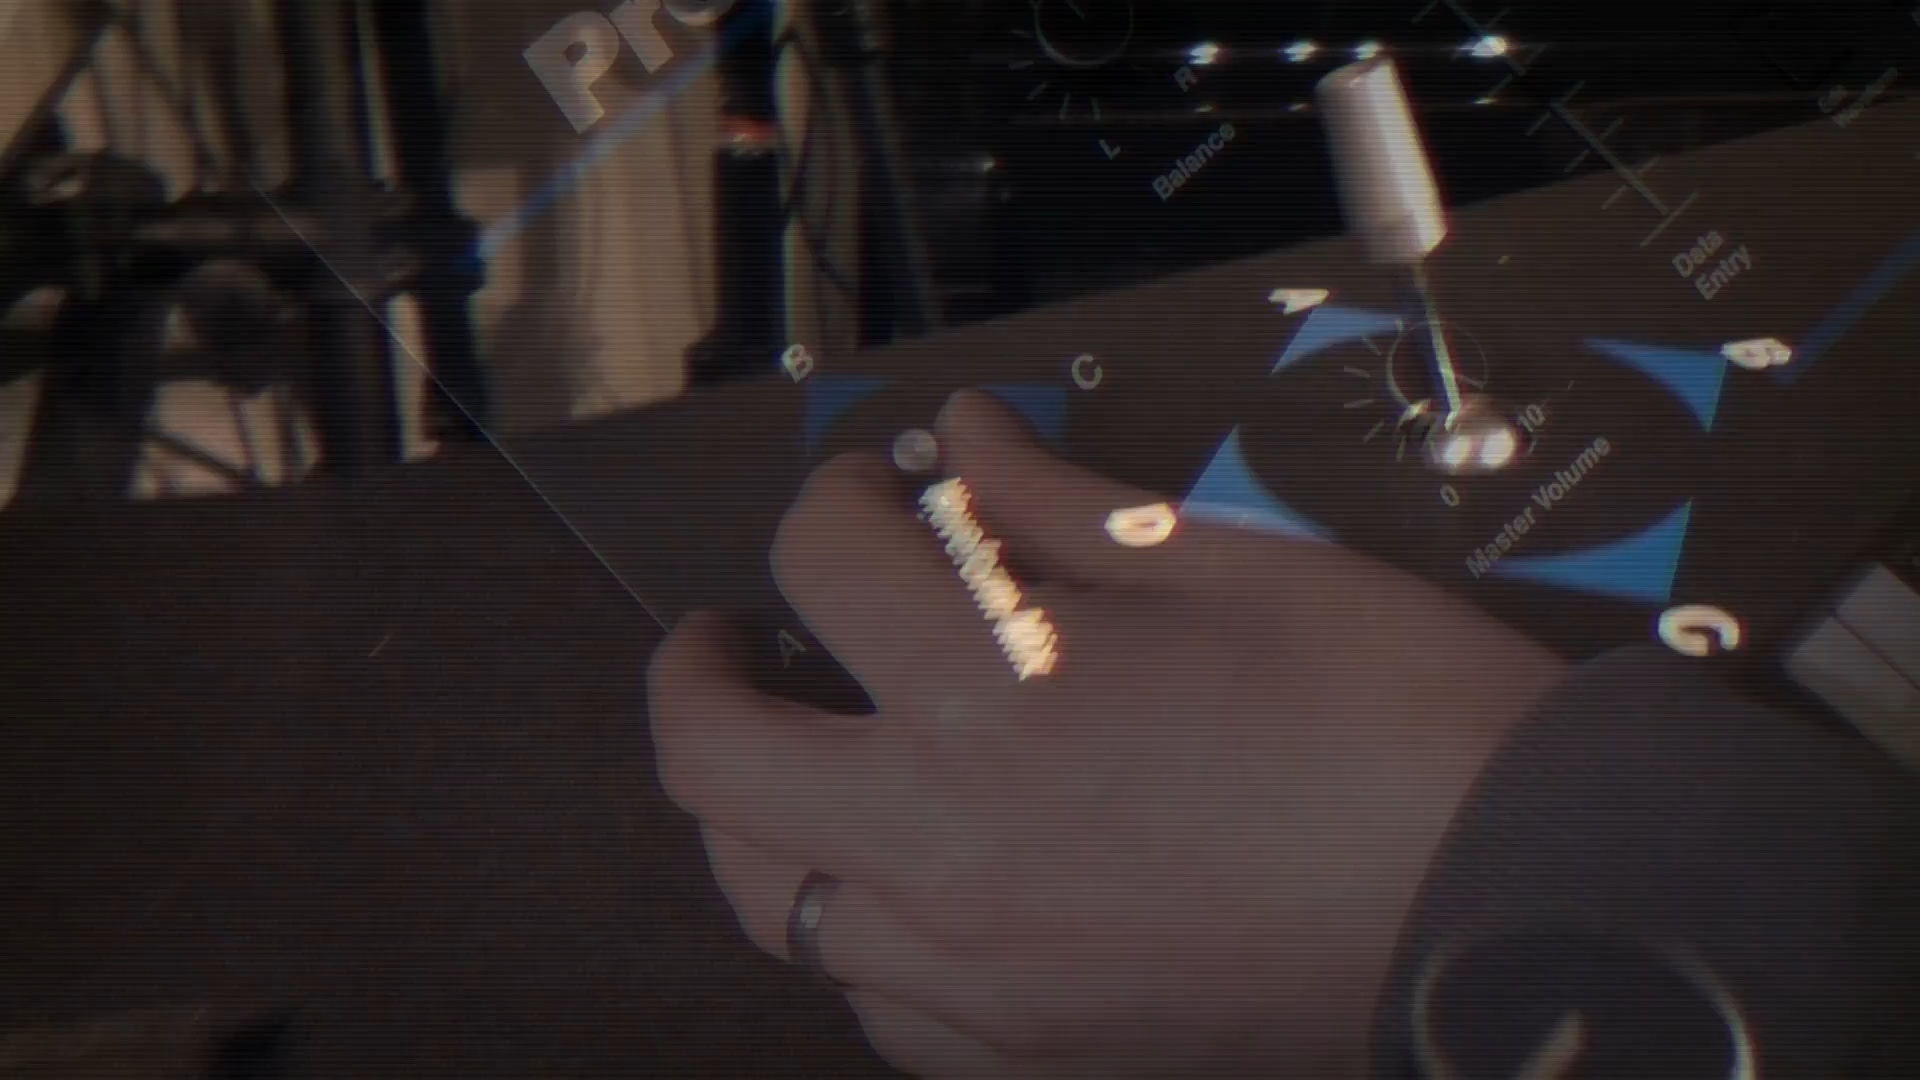 Pro
R
L
Balance
Data
Entry
B
C
A
B
D
10
0
Master Volume
C
A